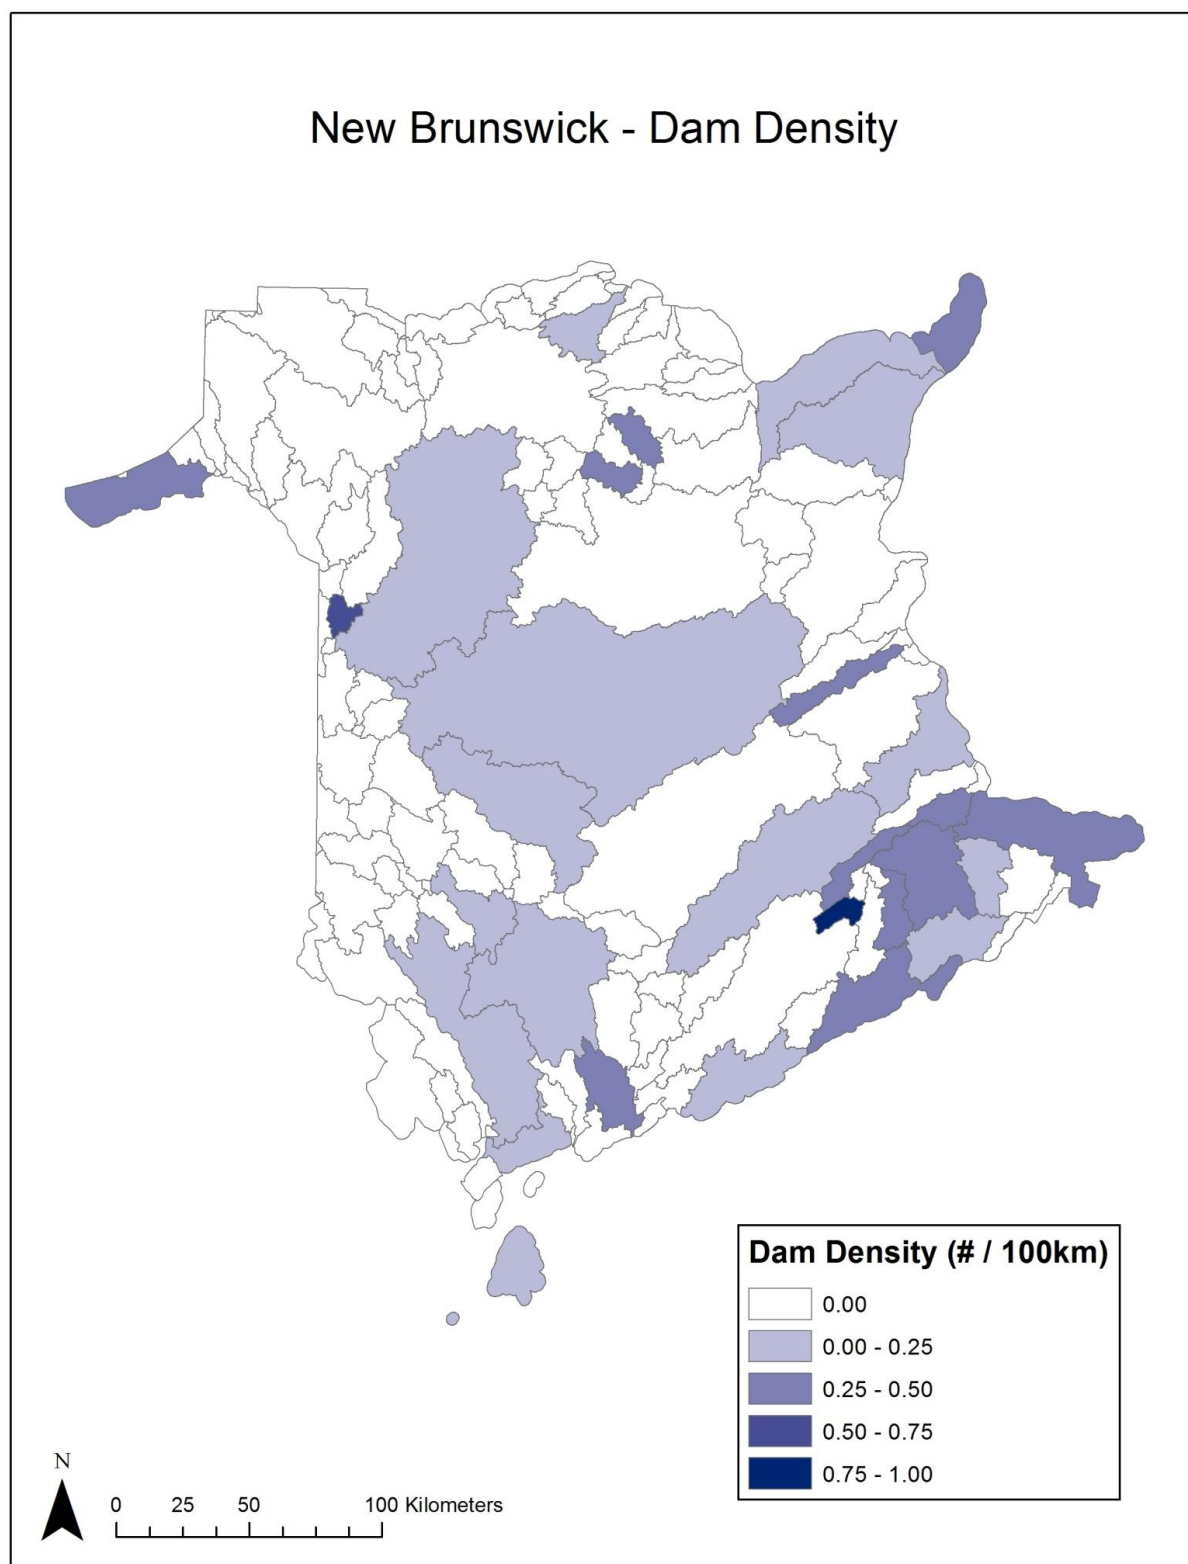 New Brunswick - Dam Density
Dam Density (# / 100km)
0.00
0.00 - 0.25
0.25 - 0.50
0.50 - 0.75
0.75 - 1.00
N
0 25 50 100 Kilometers